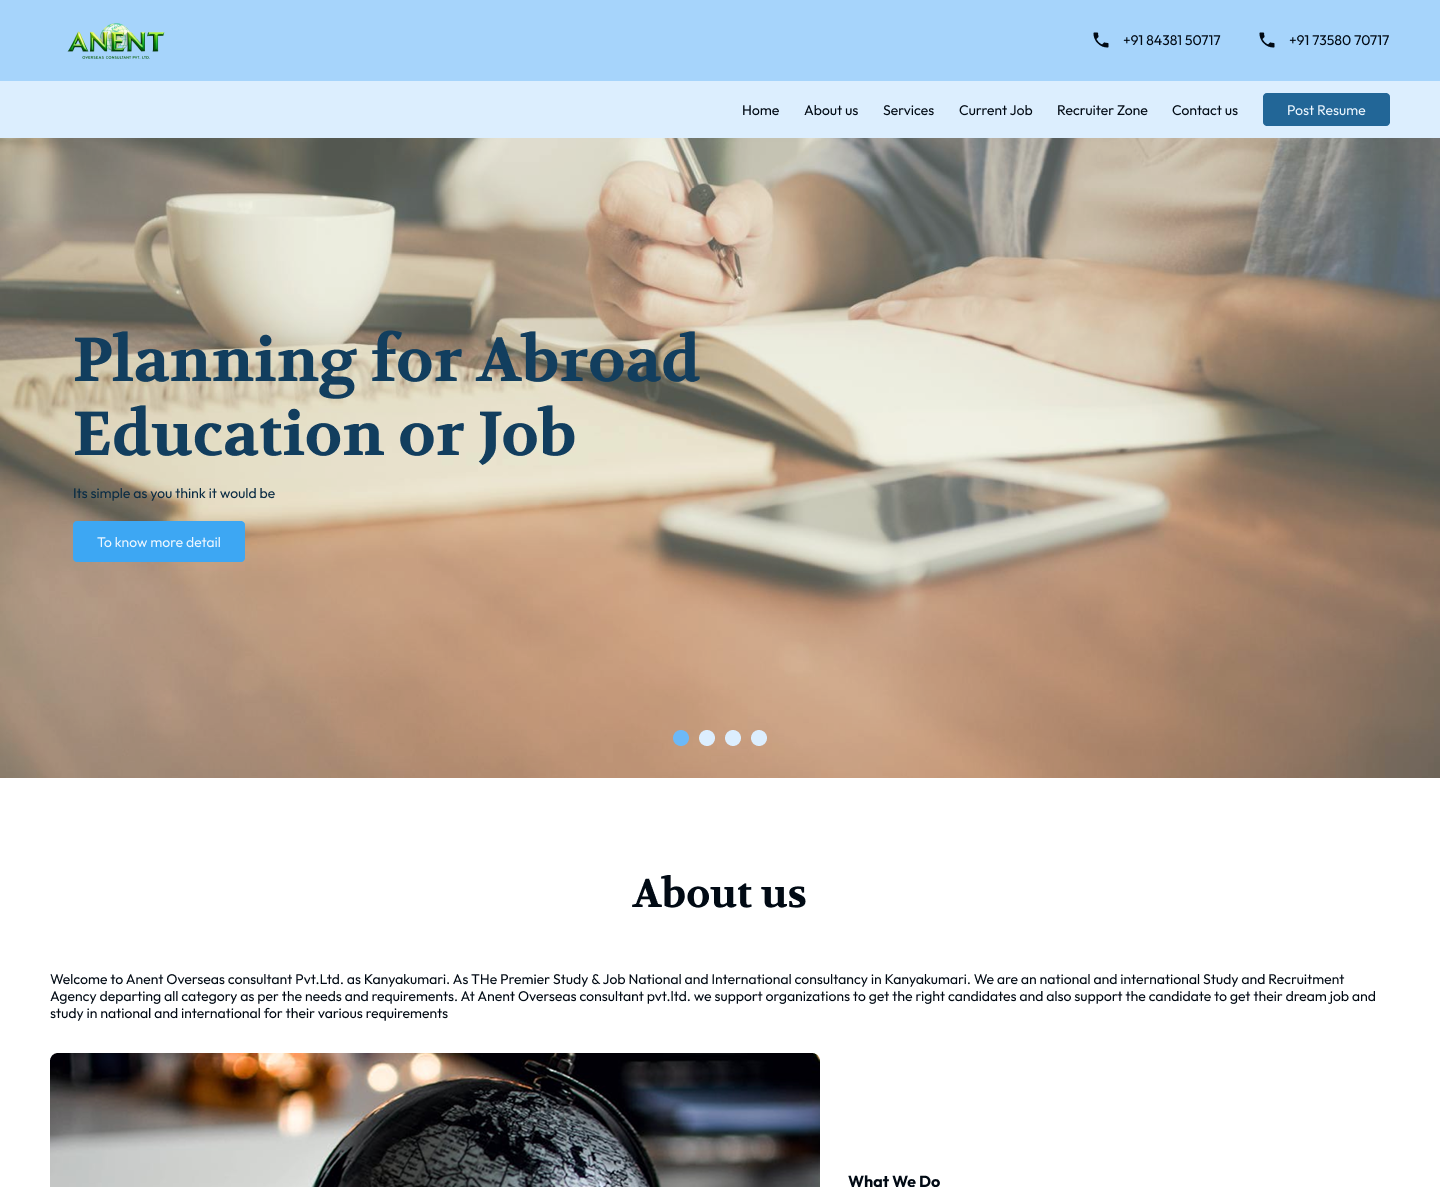 ANENT
OVERSEAS CONSULTANT PVT. LTD.
+91 84381 50717
+91 73580 70717
Home
About us
Services
Current Job
Recruiter Zone
Contact us
Post Resume
Planning for Abroad
Education or Job
Its simple as you think it would be
To know more detail
About us
Welcome to Anent Overseas consultant Pvt.Ltd. as Kanyakumari. As THe Premier Study & Job National and International consultancy in Kanyakumari. We are an national and international Study and Recruitment
Agency departing all category as per the needs and requirements. At Anent Overseas consultant pvt.ltd. we support organizations to get the right candidates and also support the candidate to get their dream job and
study in national and international for their various requirements
What We Do